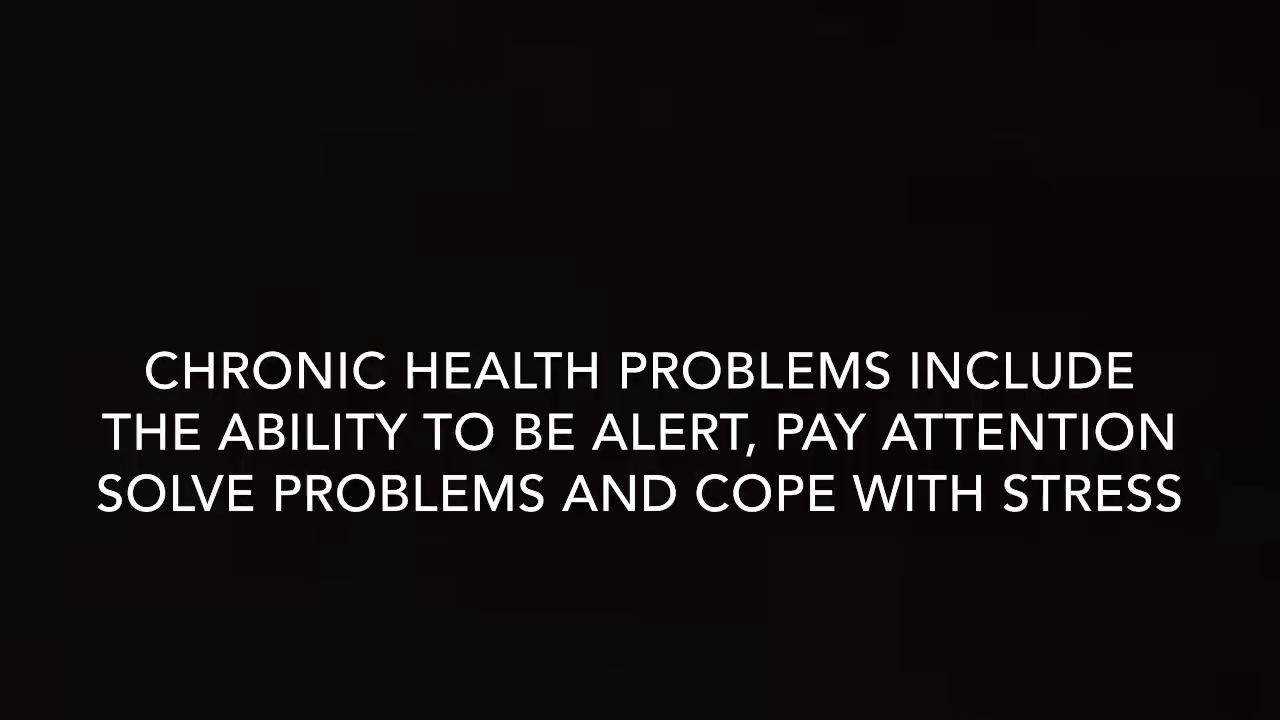 CHRONIC HEALTH PROBLEMS INCLUDE
THE ABILITY TO BE ALERT, PAY ATTENTION
SOLVE PROBLEMS AND COPE WITH STRESS